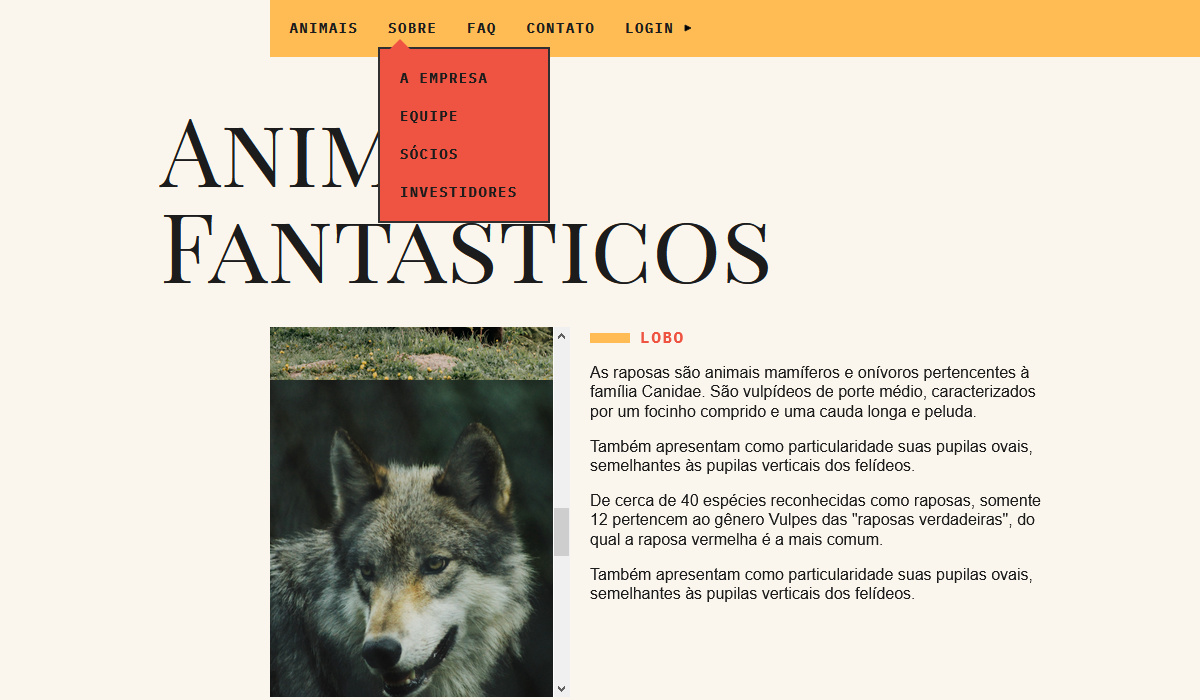 ANIMAIS SOBRE FAQ CONTATO LOGIN ►
A EMPRESA
EQUIPE
SÓCIOS
INVESTIDORES
ANIM
FANTASTICOS
LOBO
As raposas são animais mamíferos e onívoros pertencentes à
família Canidae. São vulpídeos de porte médio, caracterizados
por um focinho comprido e uma cauda longa e peluda.
Também apresentam como particularidade suas pupilas ovais,
semelhantes às pupilas verticais dos felídeos.
De cerca de 40 espécies reconhecidas como raposas, somente
12 pertencem ao gênero Vulpes das "raposas verdadeiras", do
qual a raposa vermelha é a mais comum.
Também apresentam como particularidade suas pupilas ovais,
semelhantes às pupilas verticais dos felídeos.